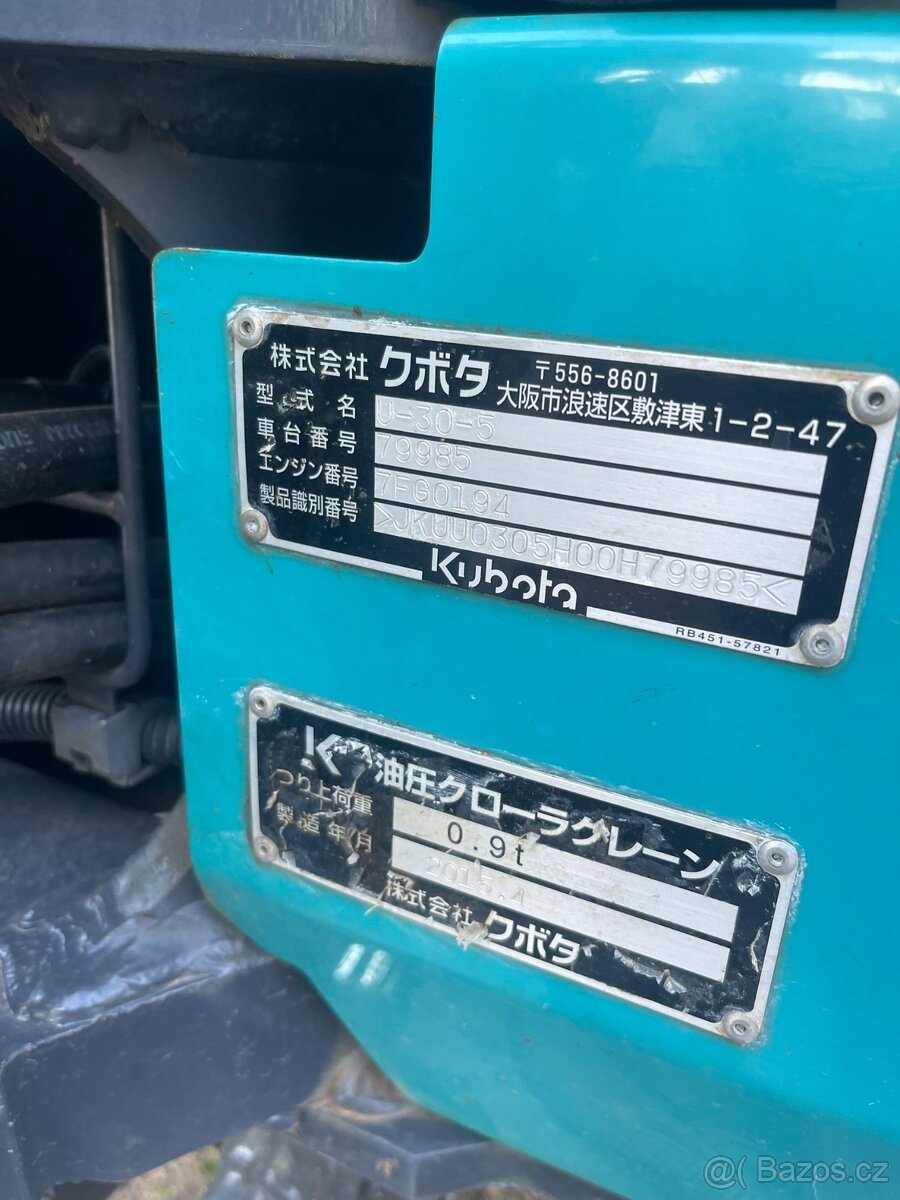 株式会社 クボタ 〒556-8601
大阪市浪速区敷津東1-2-47
型式名 U-30-5
車台番号 79985
エンジン番号 7FG0194
製品識別番号 >JKUU0305H00H79985<
Kubota
RB451-57821
K 油圧クローラクレーン
つり上荷重 0.9t
製造年月 2015.4
株式会社 クボタ
@( Bazos.cz